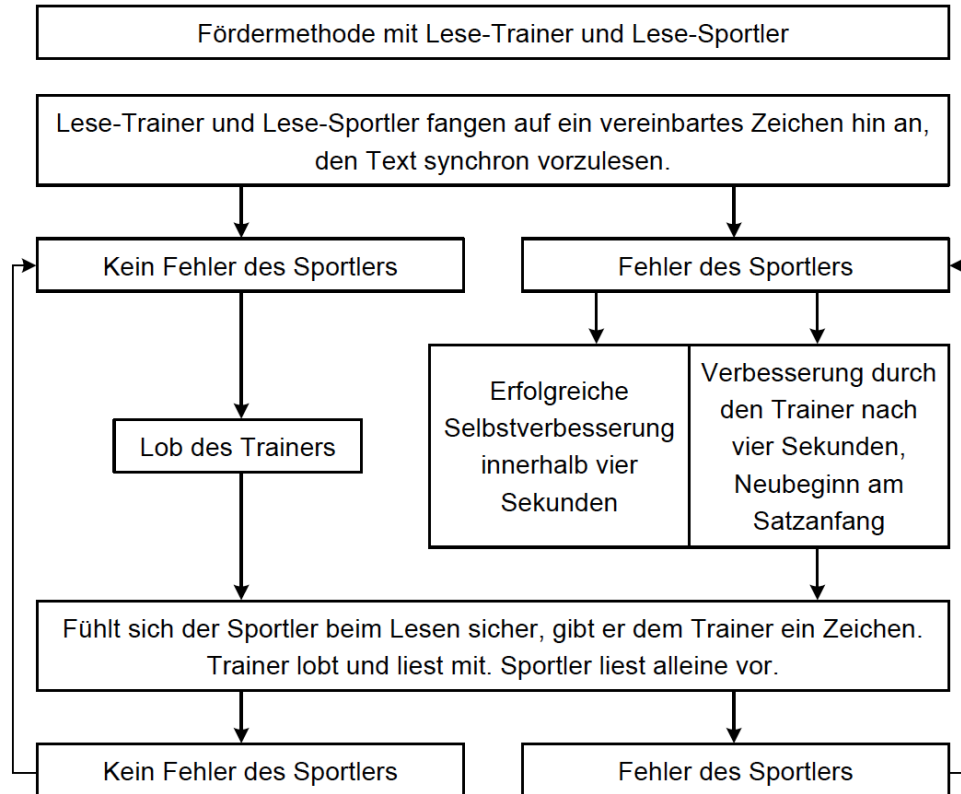 Fördermethode mit Lese-Trainer und Lese-Sportler
Lese-Trainer und Lese-Sportler fangen auf ein vereinbartes Zeichen hin an,
den Text synchron vorzulesen.
Kein Fehler des Sportlers
Fehler des Sportlers
Lob des Trainers
Erfolgreiche
Selbstverbesserung
innerhalb vier
Sekunden
Verbesserung durch
den Trainer nach
vier Sekunden,
Neubeginn am
Satzanfang
Fühlt sich der Sportler beim Lesen sicher, gibt er dem Trainer ein Zeichen.
Trainer lobt und liest mit. Sportler liest alleine vor.
Kein Fehler des Sportlers
Fehler des Sportlers